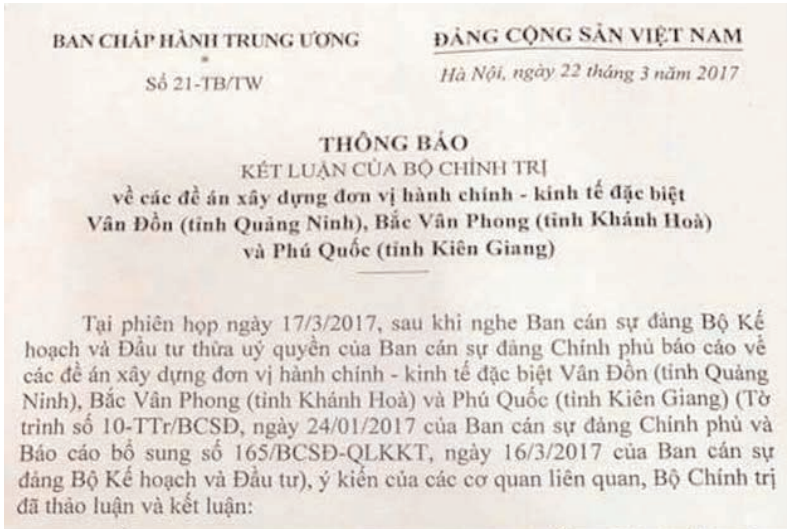 BAN CHẤP HÀNH TRUNG ƯƠNG
*
Số 21-TB/TW
ĐẢNG CỘNG SẢN VIỆT NAM
Hà Nội, ngày 22 tháng 3 năm 2017
THÔNG BÁO
KẾT LUẬN CỦA BỘ CHÍNH TRỊ
về các đề án xây dựng đơn vị hành chính - kinh tế đặc biệt
Vân Đồn (tỉnh Quảng Ninh), Bắc Vân Phong (tỉnh Khánh Hoà)
và Phú Quốc (tỉnh Kiên Giang)
Tại phiên họp ngày 17/3/2017, sau khi nghe Ban cán sự đảng Bộ Kế
hoạch và Đầu tư thừa uỷ quyền của Ban cán sự đảng Chính phủ báo cáo về
các đề án xây dựng đơn vị hành chính - kinh tế đặc biệt Vân Đồn (tỉnh Quảng
Ninh), Bắc Vân Phong (tỉnh Khánh Hoà) và Phú Quốc (tỉnh Kiên Giang) (Tờ
trình số 10-TTr/BCSĐ, ngày 24/01/2017 của Ban cán sự đảng Chính phủ và
Báo cáo bổ sung số 165/BCSĐ-QLKKT, ngày 16/3/2017 của Ban cán sự
đảng Bộ Kế hoạch và Đầu tư), ý kiến của các cơ quan liên quan, Bộ Chính trị
đã thảo luận và kết luận: